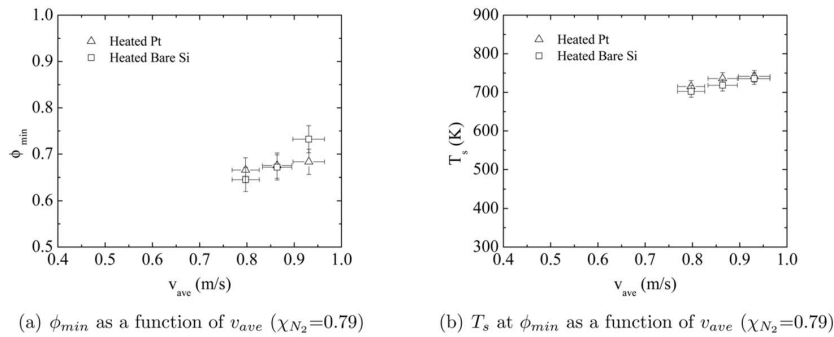 1.0
0.9
0.8
0.7
0.6
0.5
ϕ min
Heated Pt
Heated Bare Si
0.4 0.5 0.6 0.7 0.8 0.9 1.0
v ave (m/s)
(a) ϕmin as a function of vave (χN2=0.79)
900
800
700
600
500
400
300
T s (K)
Heated Pt
Heated Bare Si
0.4 0.5 0.6 0.7 0.8 0.9 1.0
v ave (m/s)
(b) Ts at ϕmin as a function of vave (χN2=0.79)